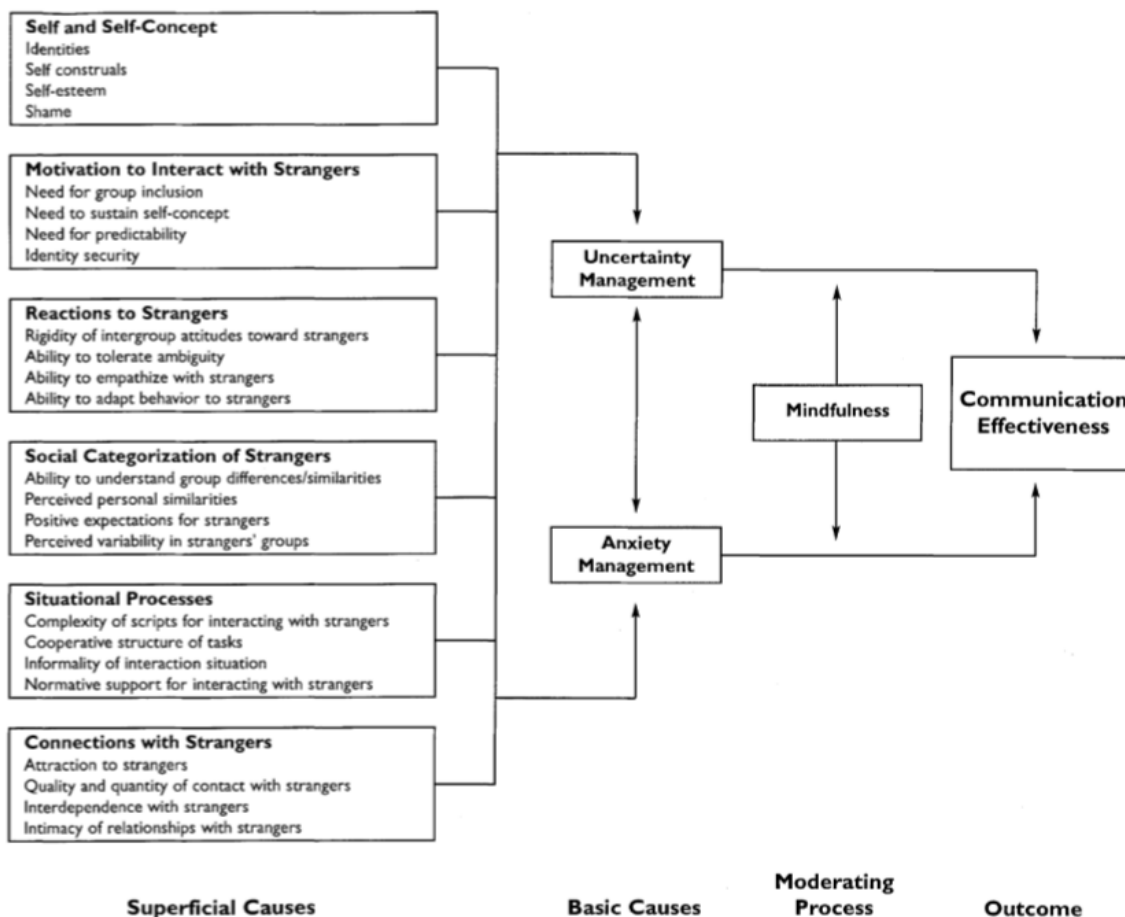 Self and Self-Concept
Identities
Self construals
Self-esteem
Shame
Motivation to Interact with Strangers
Need for group inclusion
Need to sustain self-concept
Need for predictability
Identity security
Reactions to Strangers
Rigidity of intergroup attitudes toward strangers
Ability to tolerate ambiguity
Ability to empathize with strangers
Ability to adapt behavior to strangers
Social Categorization of Strangers
Ability to understand group differences/similarities
Perceived personal similarities
Positive expectations for strangers
Perceived variability in strangers' groups
Situational Processes
Complexity of scripts for interacting with strangers
Cooperative structure of tasks
Informality of interaction situation
Normative support for interacting with strangers
Connections with Strangers
Attraction to strangers
Quality and quantity of contact with strangers
Interdependence with strangers
Intimacy of relationships with strangers
Uncertainty
Management
Anxiety
Management
Mindfulness
Communication
Effectiveness
Superficial Causes
Basic Causes
Moderating
Process
Outcome